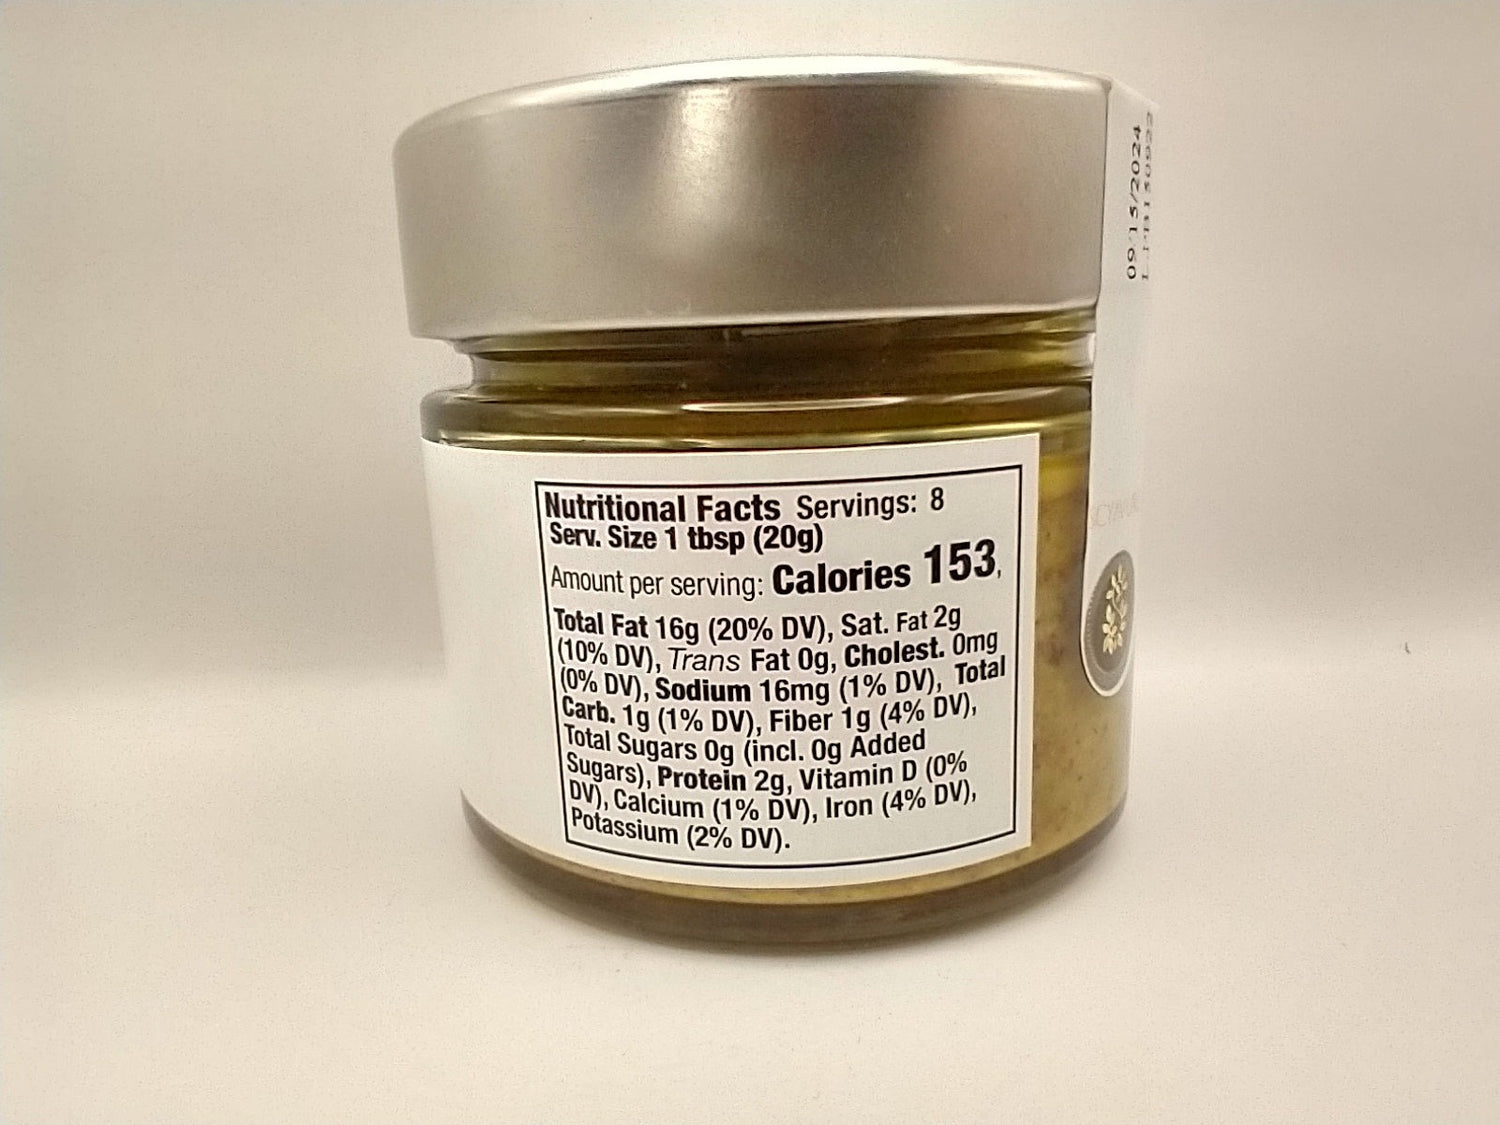 Nutritional Facts Servings: 8
Serv. Size 1 tbsp (20g)
Amount per serving: Calories 153,
Total Fat 16g (20% DV), Sat. Fat 2g
(10% DV), Trans Fat 0g, Cholest. 0mg
(0% DV), Sodium 16mg (1% DV), Total
Carb. 1g (1% DV), Fiber 1g (4% DV),
Total Sugars 0g (incl. 0g Added
Sugars), Protein 2g, Vitamin D (0%
DV), Calcium (1% DV), Iron (4% DV),
Potassium (2% DV).
09/15/2024